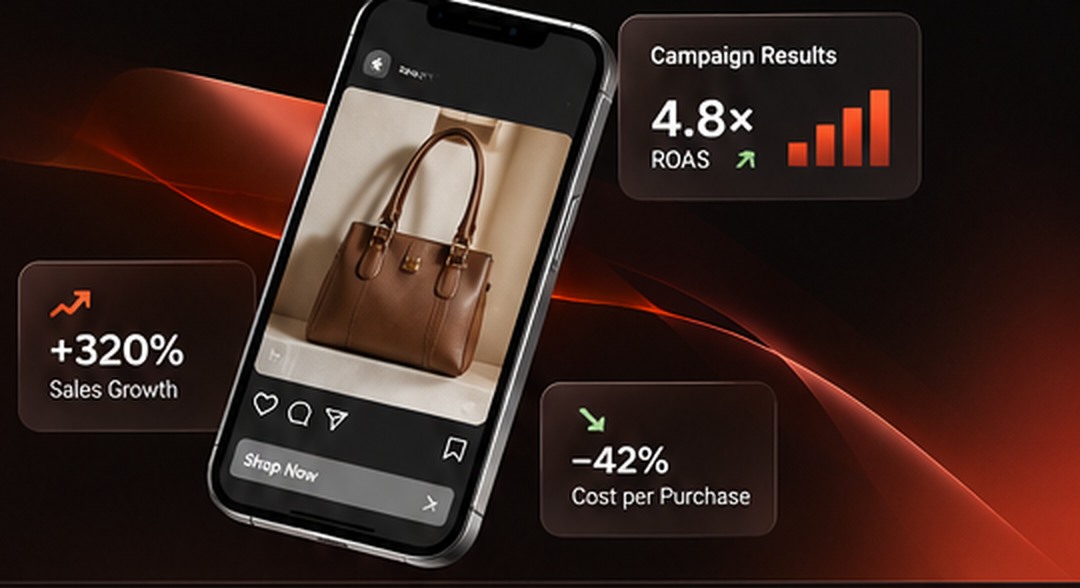 Campaign Results
4.8×
ROAS
+320%
Sales Growth
Shop Now
−42%
Cost per Purchase